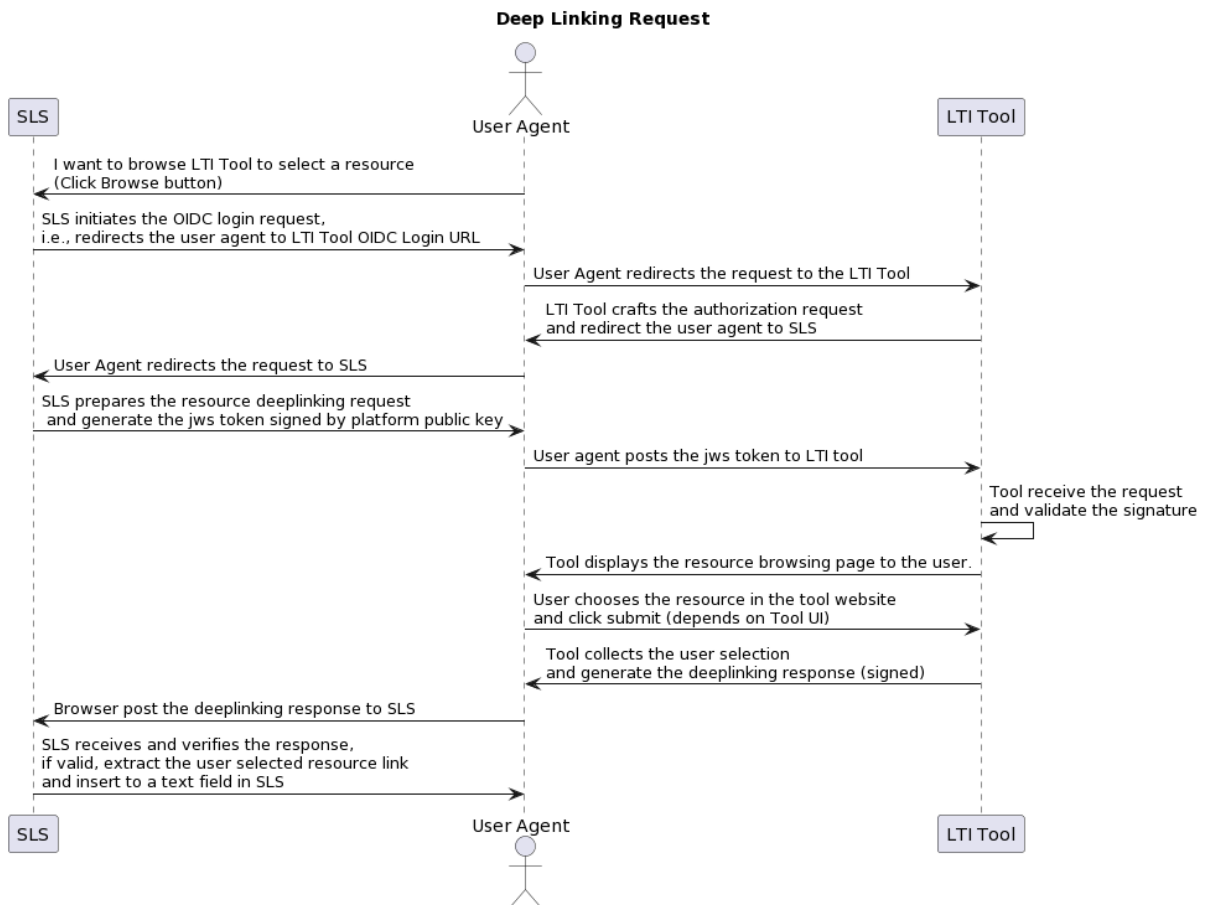 Deep Linking Request
SLS
User Agent
LTI Tool
I want to browse LTI Tool to select a resource
(Click Browse button)
SLS initiates the OIDC login request,
i.e., redirects the user agent to LTI Tool OIDC Login URL
User Agent redirects the request to the LTI Tool
LTI Tool crafts the authorization request
and redirect the user agent to SLS
User Agent redirects the request to SLS
SLS prepares the resource deeplinking request
and generate the jws token signed by platform public key
User agent posts the jws token to LTI tool
Tool receive the request
and validate the signature
Tool displays the resource browsing page to the user.
User chooses the resource in the tool website
and click submit (depends on Tool UI)
Tool collects the user selection
and generate the deeplinking response (signed)
Browser post the deeplinking response to SLS
SLS receives and verifies the response,
if valid, extract the user selected resource link
and insert to a text field in SLS
SLS
User Agent
LTI Tool